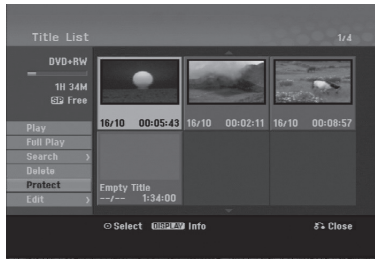 Title List 1/4
DVD+RW
1H 34M
SP Free
Play
Full Play
Search >
Delete
Protect
Edit >
16/10 00:05:43
16/10 00:02:11
16/10 00:08:57
Empty Title
--/-- 1:34:00
Select DISPLAY Info Close